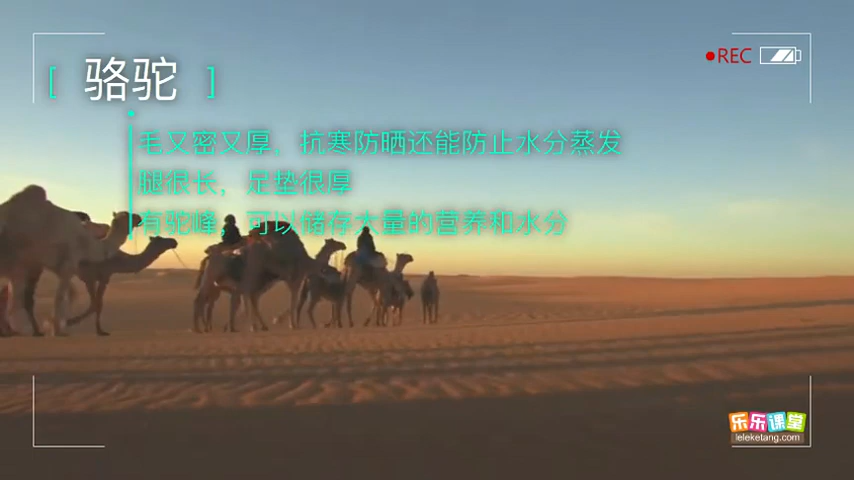 [ 骆驼 ]
REC
毛又密又厚，抗寒防晒还能防止水分蒸发
腿很长，足垫很厚
有驼峰，可以储存大量的营养和水分
乐乐课堂
leleketang.com